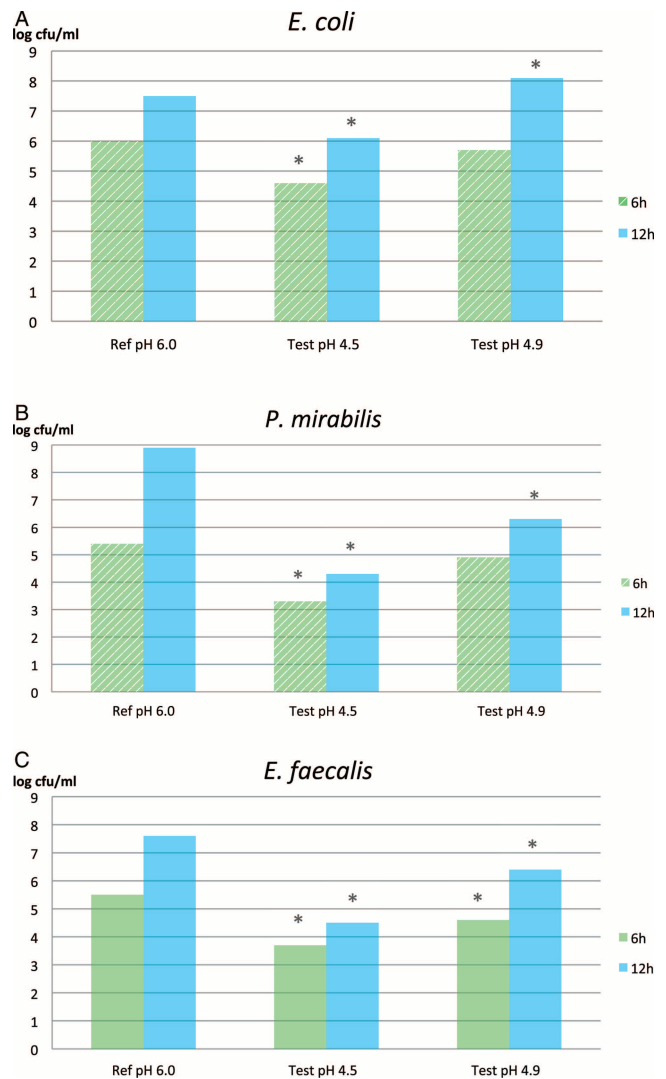 A
log cfu/ml
E. coli
9
8
7
6
5
4
3
2
1
0
*
*
*
6h
12h
Ref pH 6.0 Test pH 4.5 Test pH 4.9
B
log cfu/ml
P. mirabilis
9
8
7
6
5
4
3
2
1
0
*
*
*
6h
12h
Ref pH 6.0 Test pH 4.5 Test pH 4.9
C
log cfu/ml
E. faecalis
9
8
7
6
5
4
3
2
1
0
*
*
*
*
6h
12h
Ref pH 6.0 Test pH 4.5 Test pH 4.9